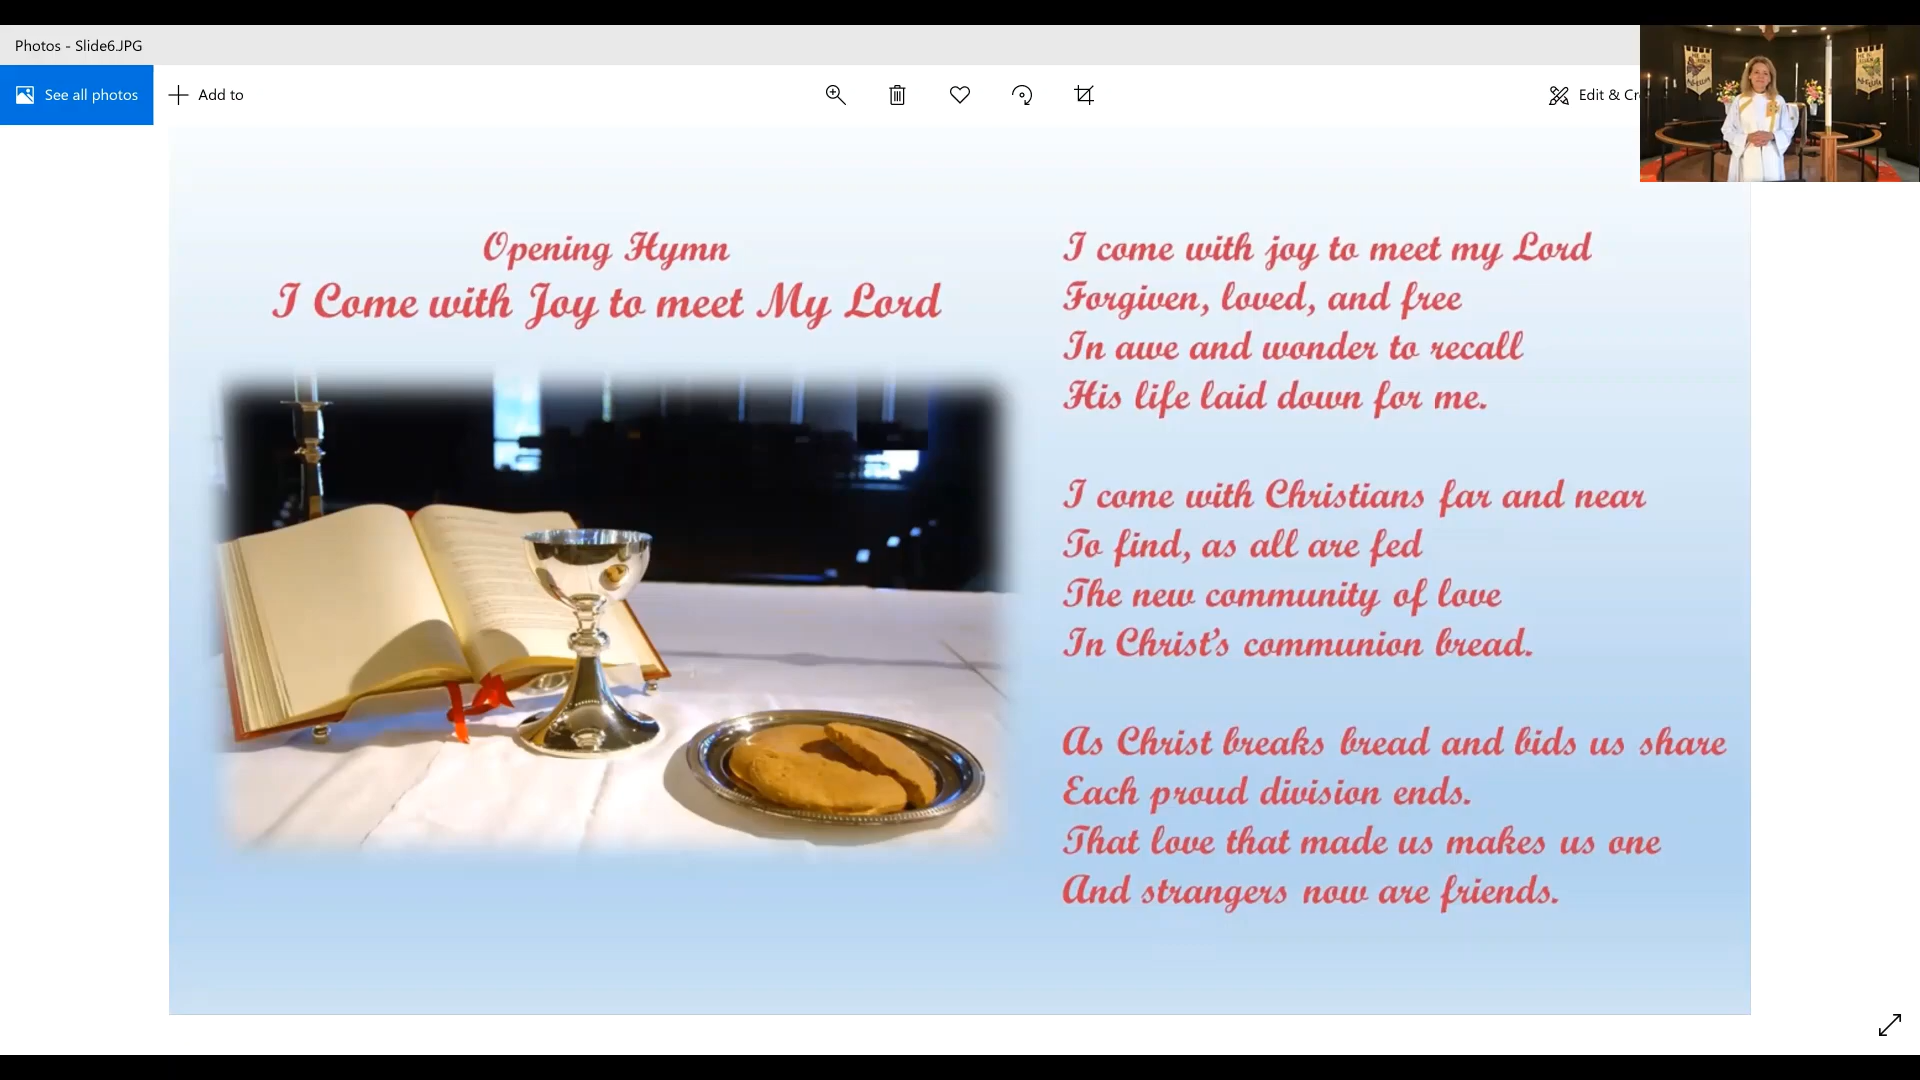 Photos - Slide6.JPG
See all photos
Add to
Edit & Cr
Opening Hymn
I Come with Joy to meet My Lord
I come with joy to meet my Lord
Forgiven, loved, and free
In awe and wonder to recall
His life laid down for me.
I come with Christians far and near
To find, as all are fed
The new community of love
In Christ's communion bread.
As Christ breaks bread and bids us share
Each proud division ends.
That love that made us makes us one
And strangers now are friends.